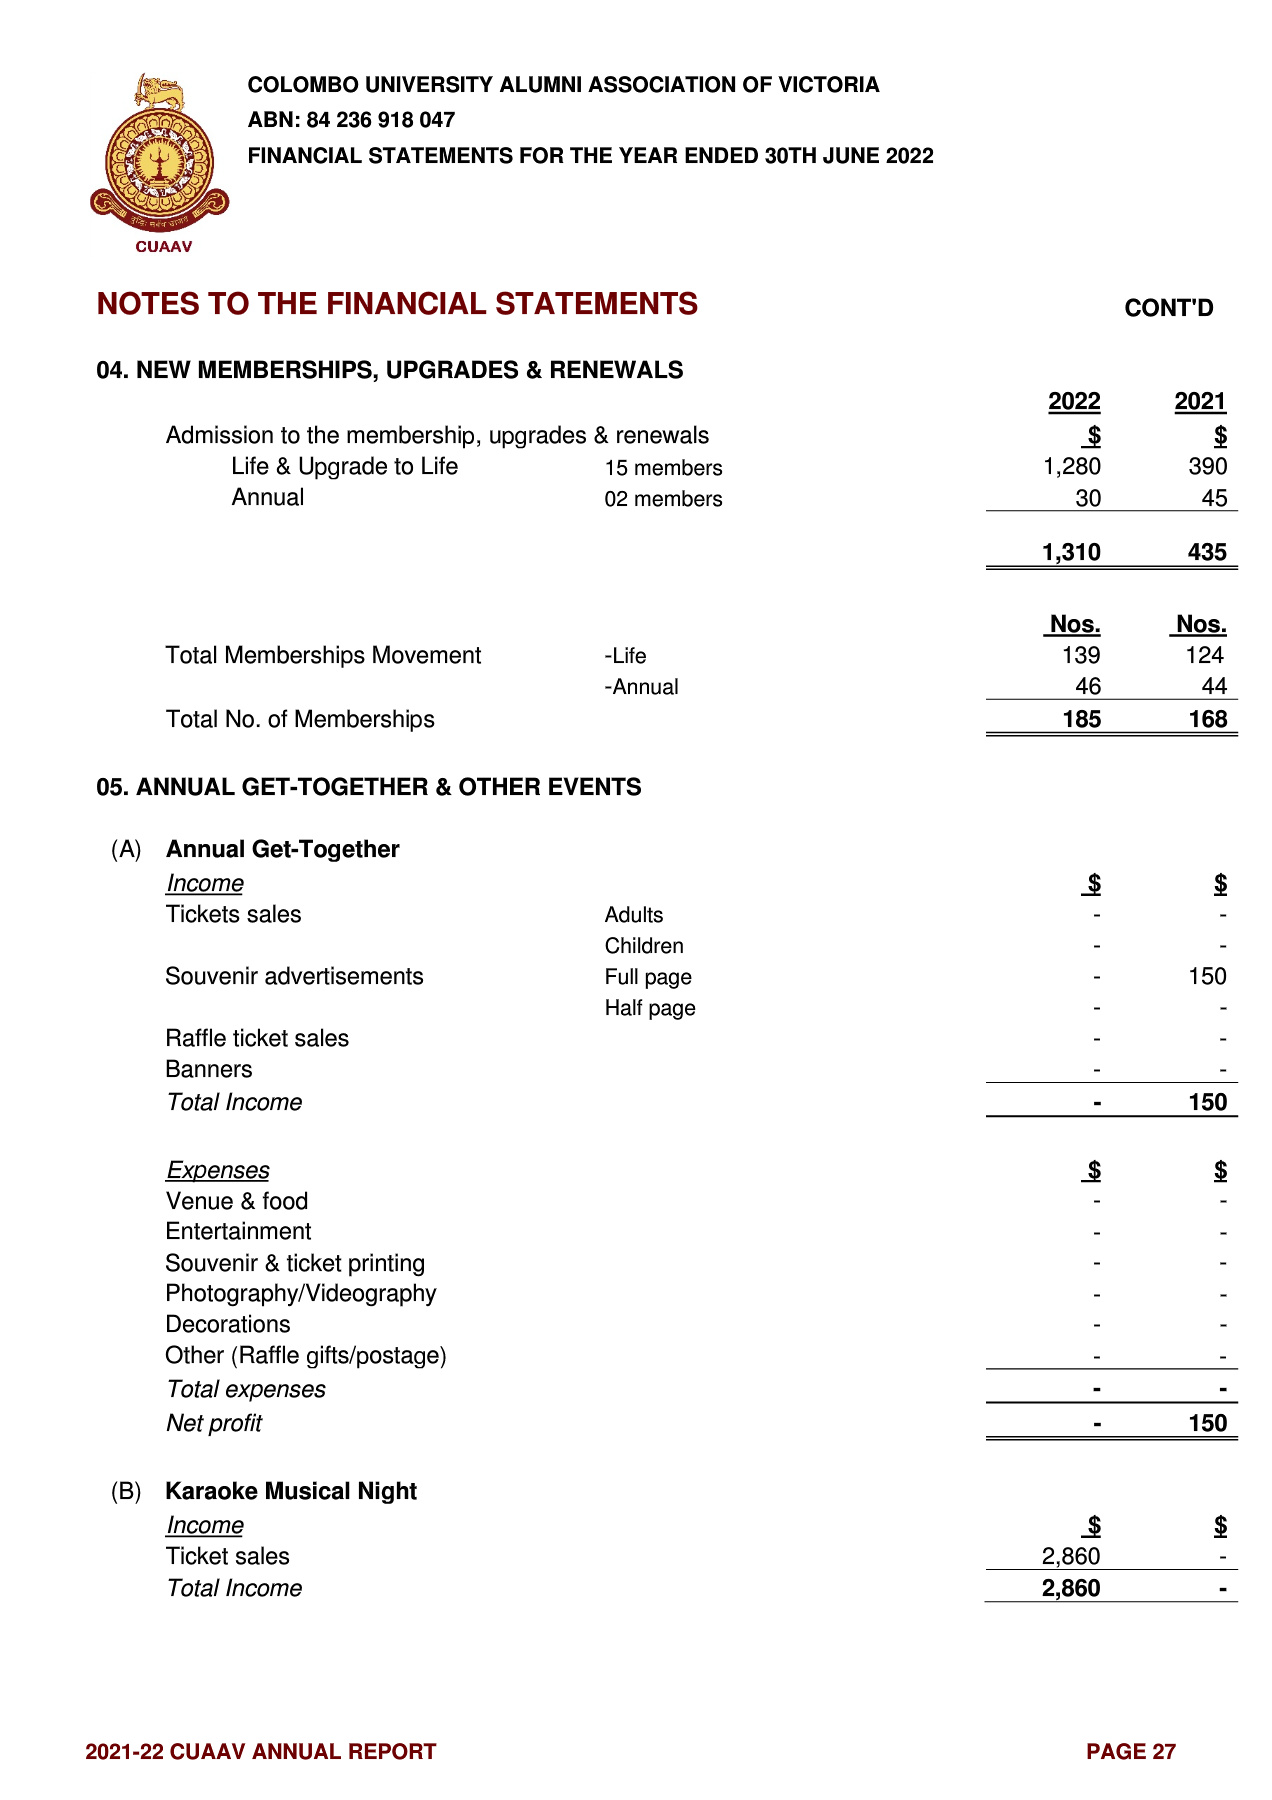 COLOMBO UNIVERSITY ALUMNI ASSOCIATION OF VICTORIA
ABN: 84 236 918 047
FINANCIAL STATEMENTS FOR THE YEAR ENDED 30TH JUNE 2022
CUAAV
NOTES TO THE FINANCIAL STATEMENTS CONT'D
04. NEW MEMBERSHIPS, UPGRADES & RENEWALS
2022 2021
Admission to the membership, upgrades & renewals $ $
Life & Upgrade to Life 15 members 1,280 390
Annual 02 members 30 45
1,310 435
Nos. Nos.
Total Memberships Movement -Life 139 124
-Annual 46 44
Total No. of Memberships 185 168
05. ANNUAL GET-TOGETHER & OTHER EVENTS
(A) Annual Get-Together
Income $ $
Tickets sales Adults - -
Children - -
Souvenir advertisements Full page - 150
Half page - -
Raffle ticket sales - -
Banners - -
Total Income - 150
Expenses $ $
Venue & food - -
Entertainment - -
Souvenir & ticket printing - -
Photography/Videography - -
Decorations - -
Other (Raffle gifts/postage) - -
Total expenses - -
Net profit - 150
(B) Karaoke Musical Night
Income $ $
Ticket sales 2,860 -
Total Income 2,860 -
2021-22 CUAAV ANNUAL REPORT PAGE 27